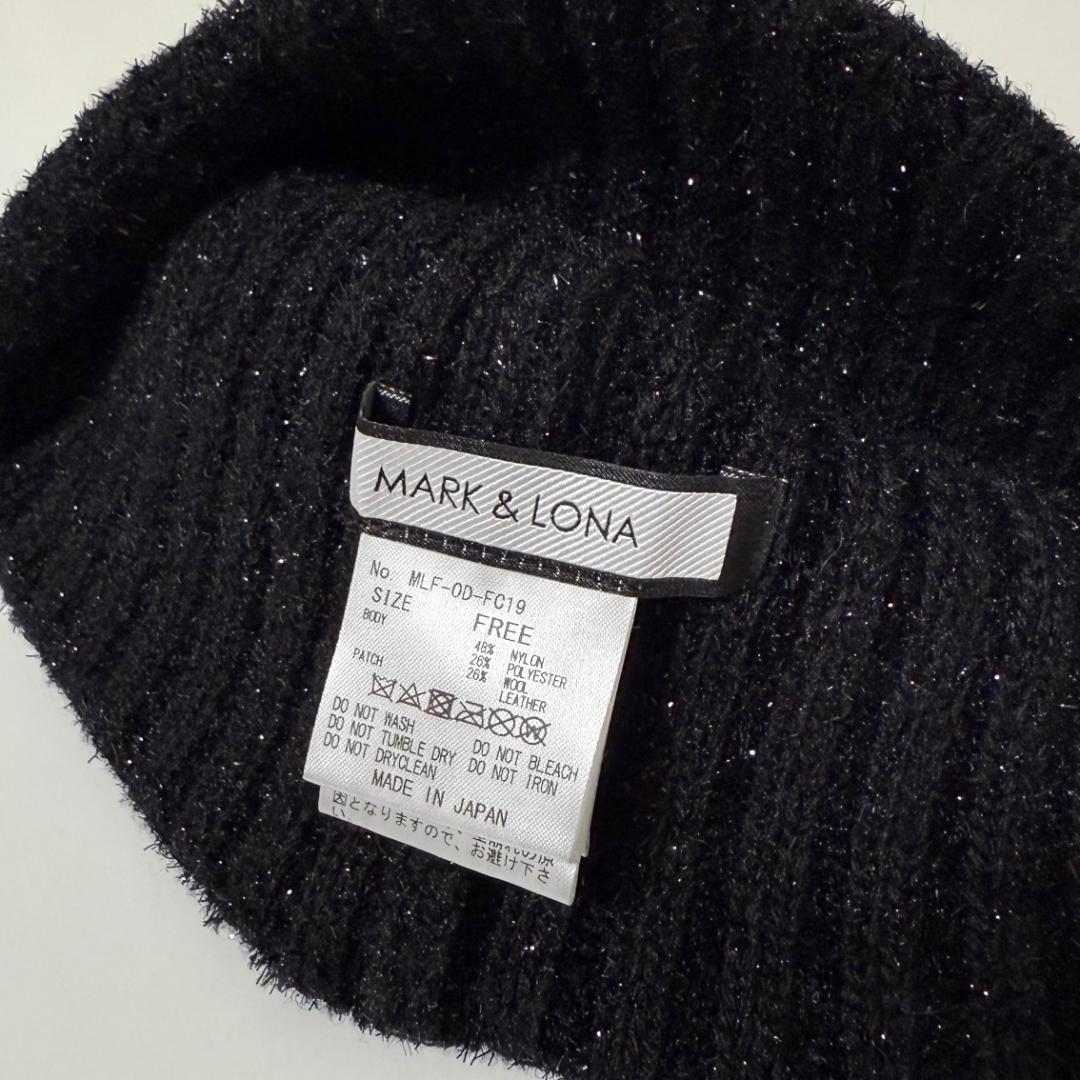 MARK & LONA
No. MLF-OD-FC19
SIZE FREE
BODY 48% NYLON
26% POLYESTER
26% WOOL
PATCH LEATHER
DO NOT WASH DO NOT BLEACH
DO NOT TUMBLE DRY DO NOT IRON
DO NOT DRYCLEAN
MADE IN JAPAN
因となりますので、お避け下さ
い